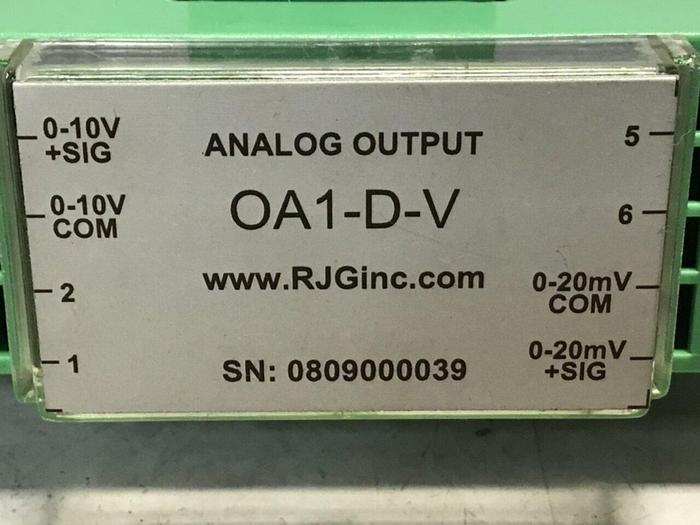 0-10V
+SIG
0-10V
COM
2
1
ANALOG OUTPUT
OA1-D-V
www.RJGinc.com
SN: 0809000039
5
6
0-20mV
COM
0-20mV
+SIG